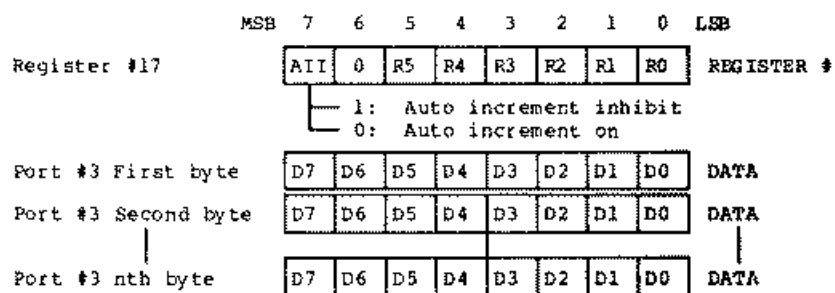 MSB 7 6 5 4 3 2 1 0 LSB
Register #17 AII 0 R5 R4 R3 R2 R1 R0 REGISTER #
1: Auto increment inhibit
0: Auto increment on
Port #3 First byte D7 D6 D5 D4 D3 D2 D1 D0 DATA
Port #3 Second byte D7 D6 D5 D4 D3 D2 D1 D0 DATA
Port #3 nth byte D7 D6 D5 D4 D3 D2 D1 D0 DATA